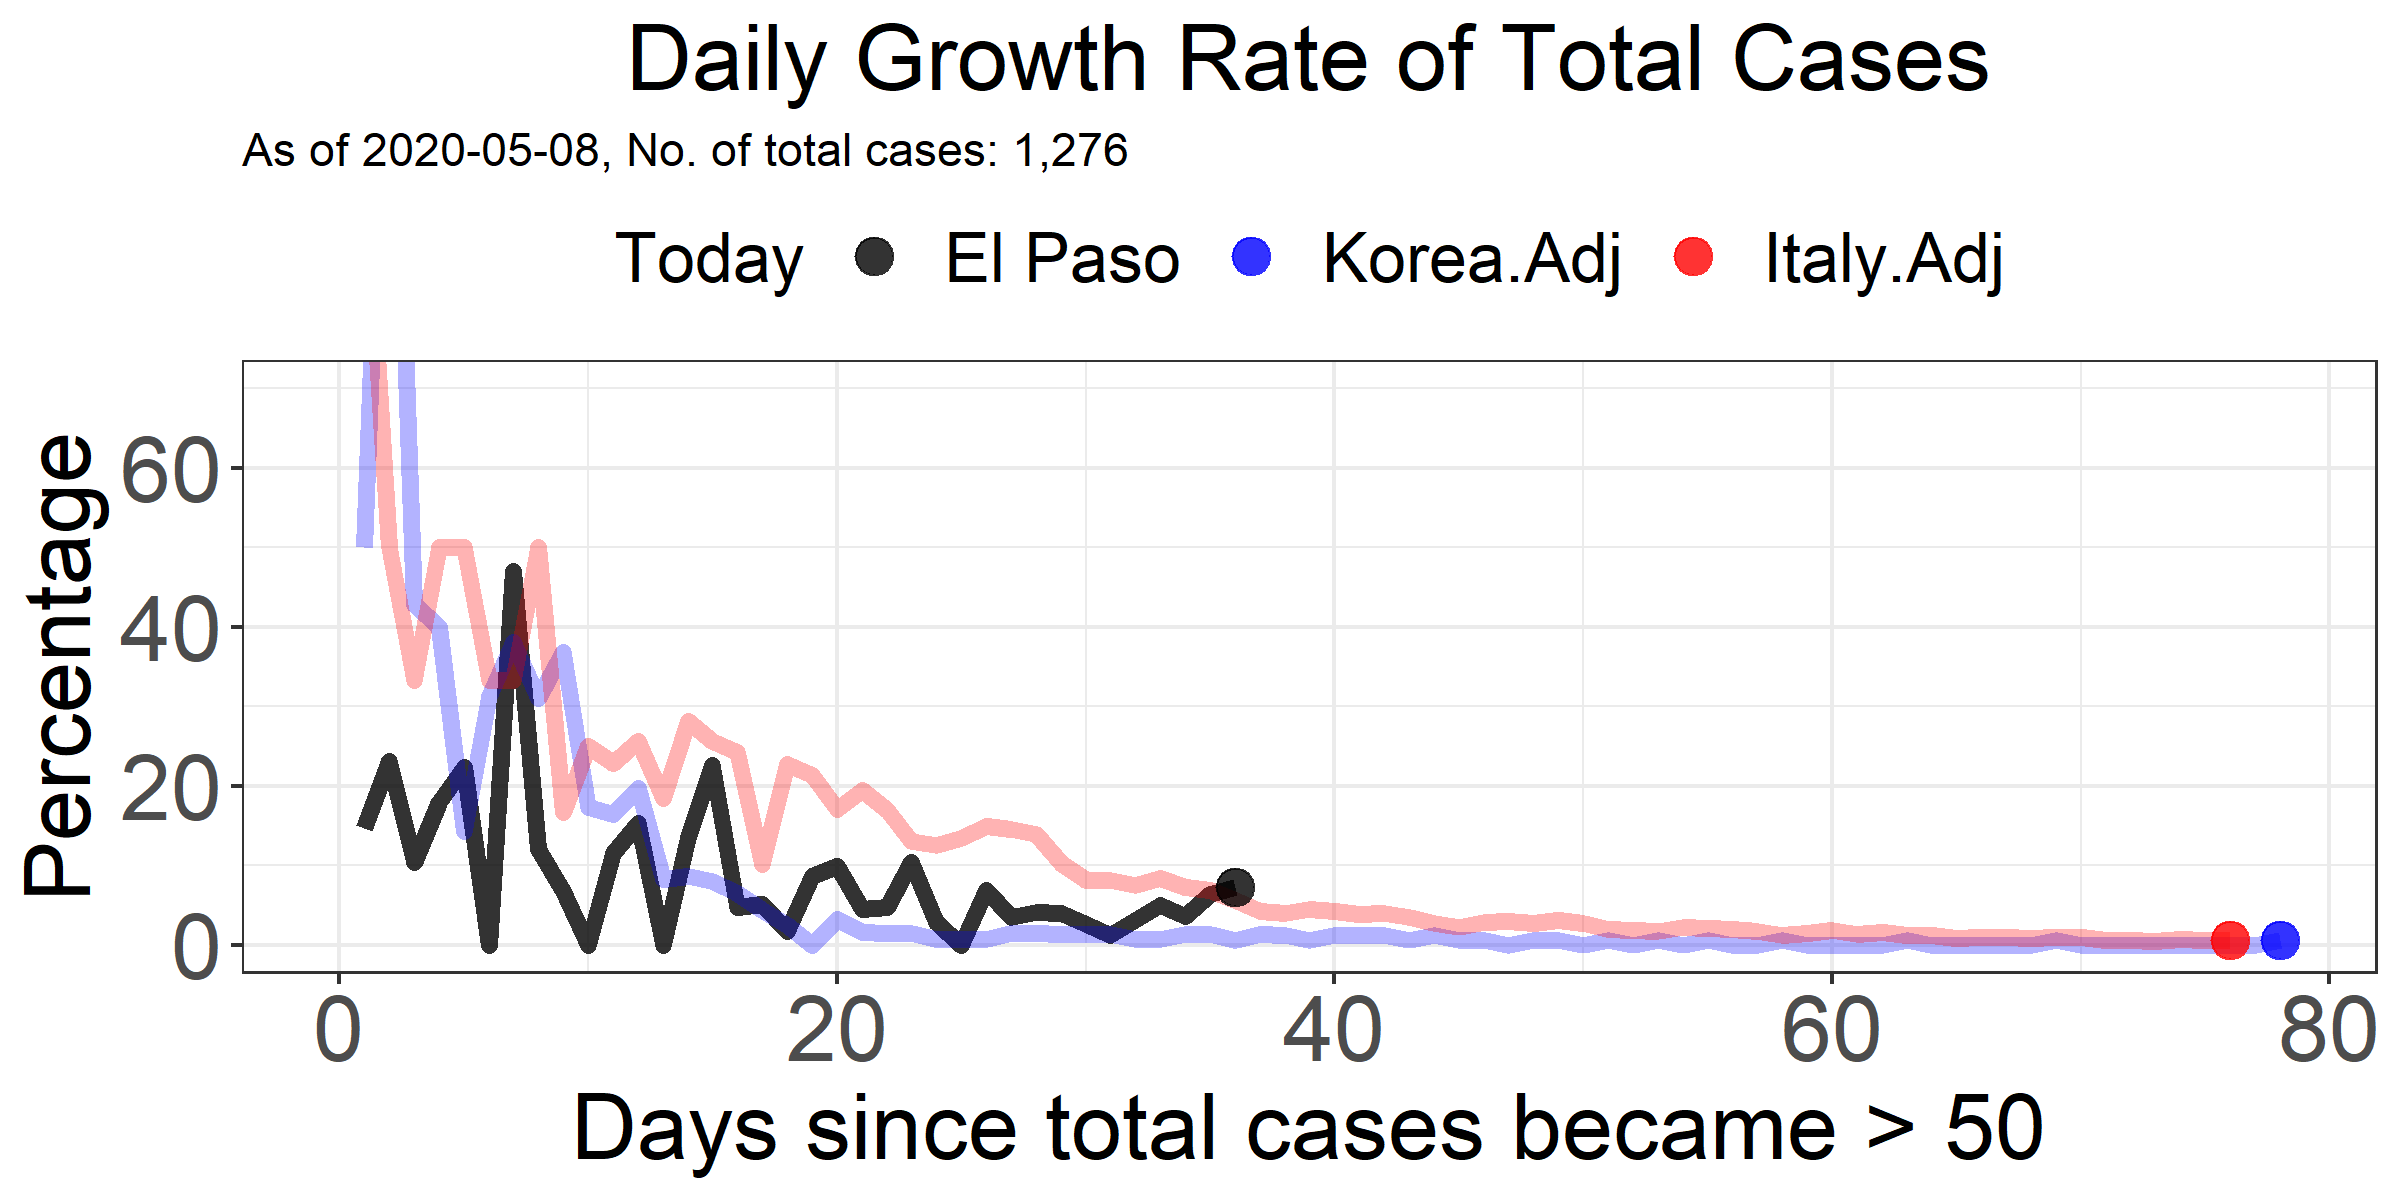 Daily Growth Rate of Total Cases
As of 2020-05-08, No. of total cases: 1,276
Today El Paso Korea.Adj Italy.Adj
Percentage
60
40
20
0
0 20 40 60 80
Days since total cases became > 50